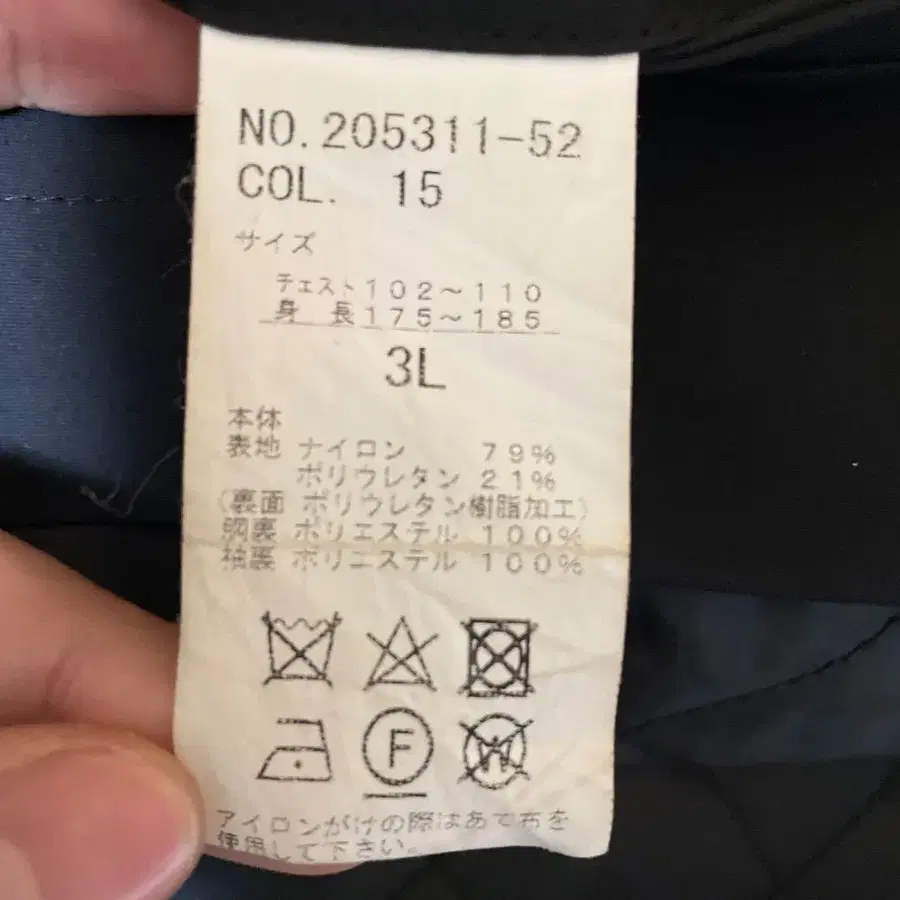 NO.205311-52
COL. 15
サイズ
チェスト102～110
身長175～185
3L
本体
表地 ナイロン 79%
ポリウレタン 21%
(裏面 ポリウレタン樹脂加工)
胴裏 ポリエステル 100%
袖裏 ポリエステル 100%
F
W
アイロンがけの際はあて布を
使用して下さい。